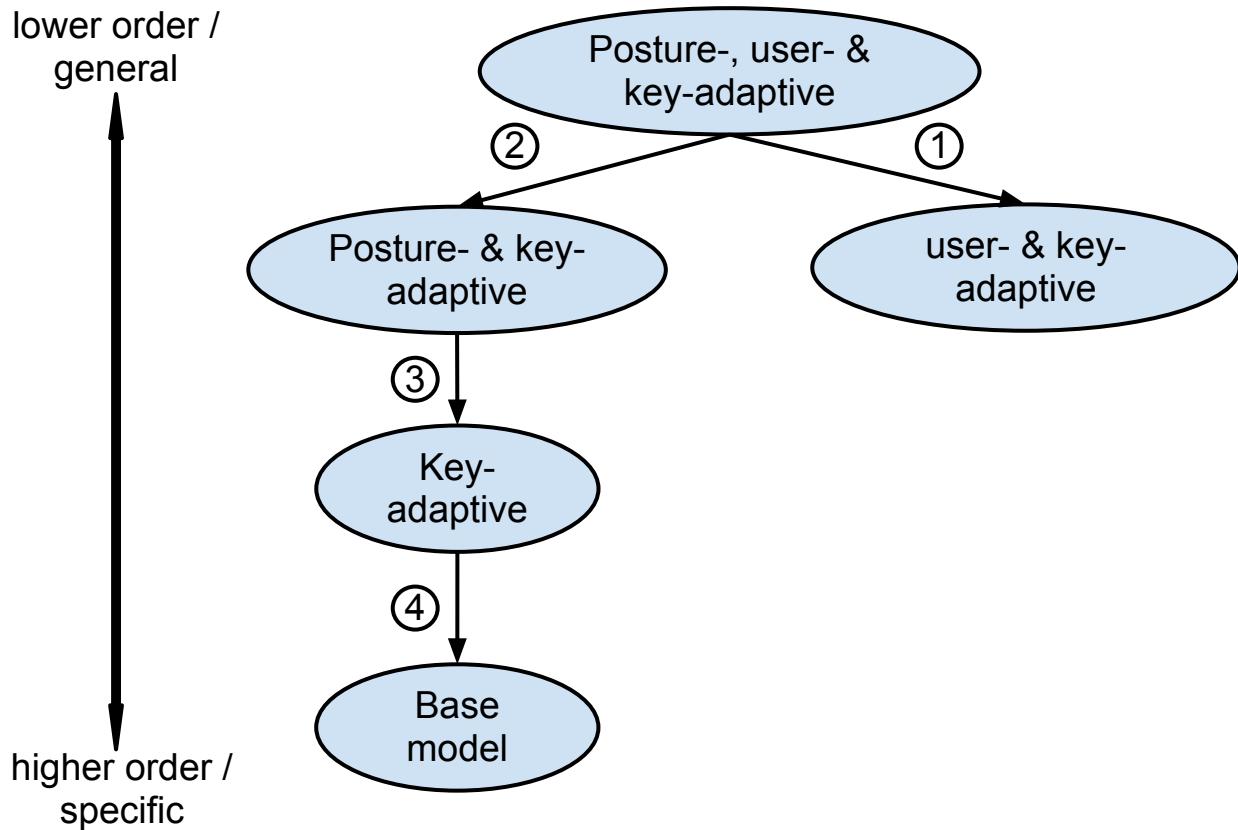 lower order /
general
Posture-, user- &
key-adaptive
2
1
Posture- & key-
adaptive
user- & key-
adaptive
3
Key-
adaptive
4
Base
model
higher order /
specific